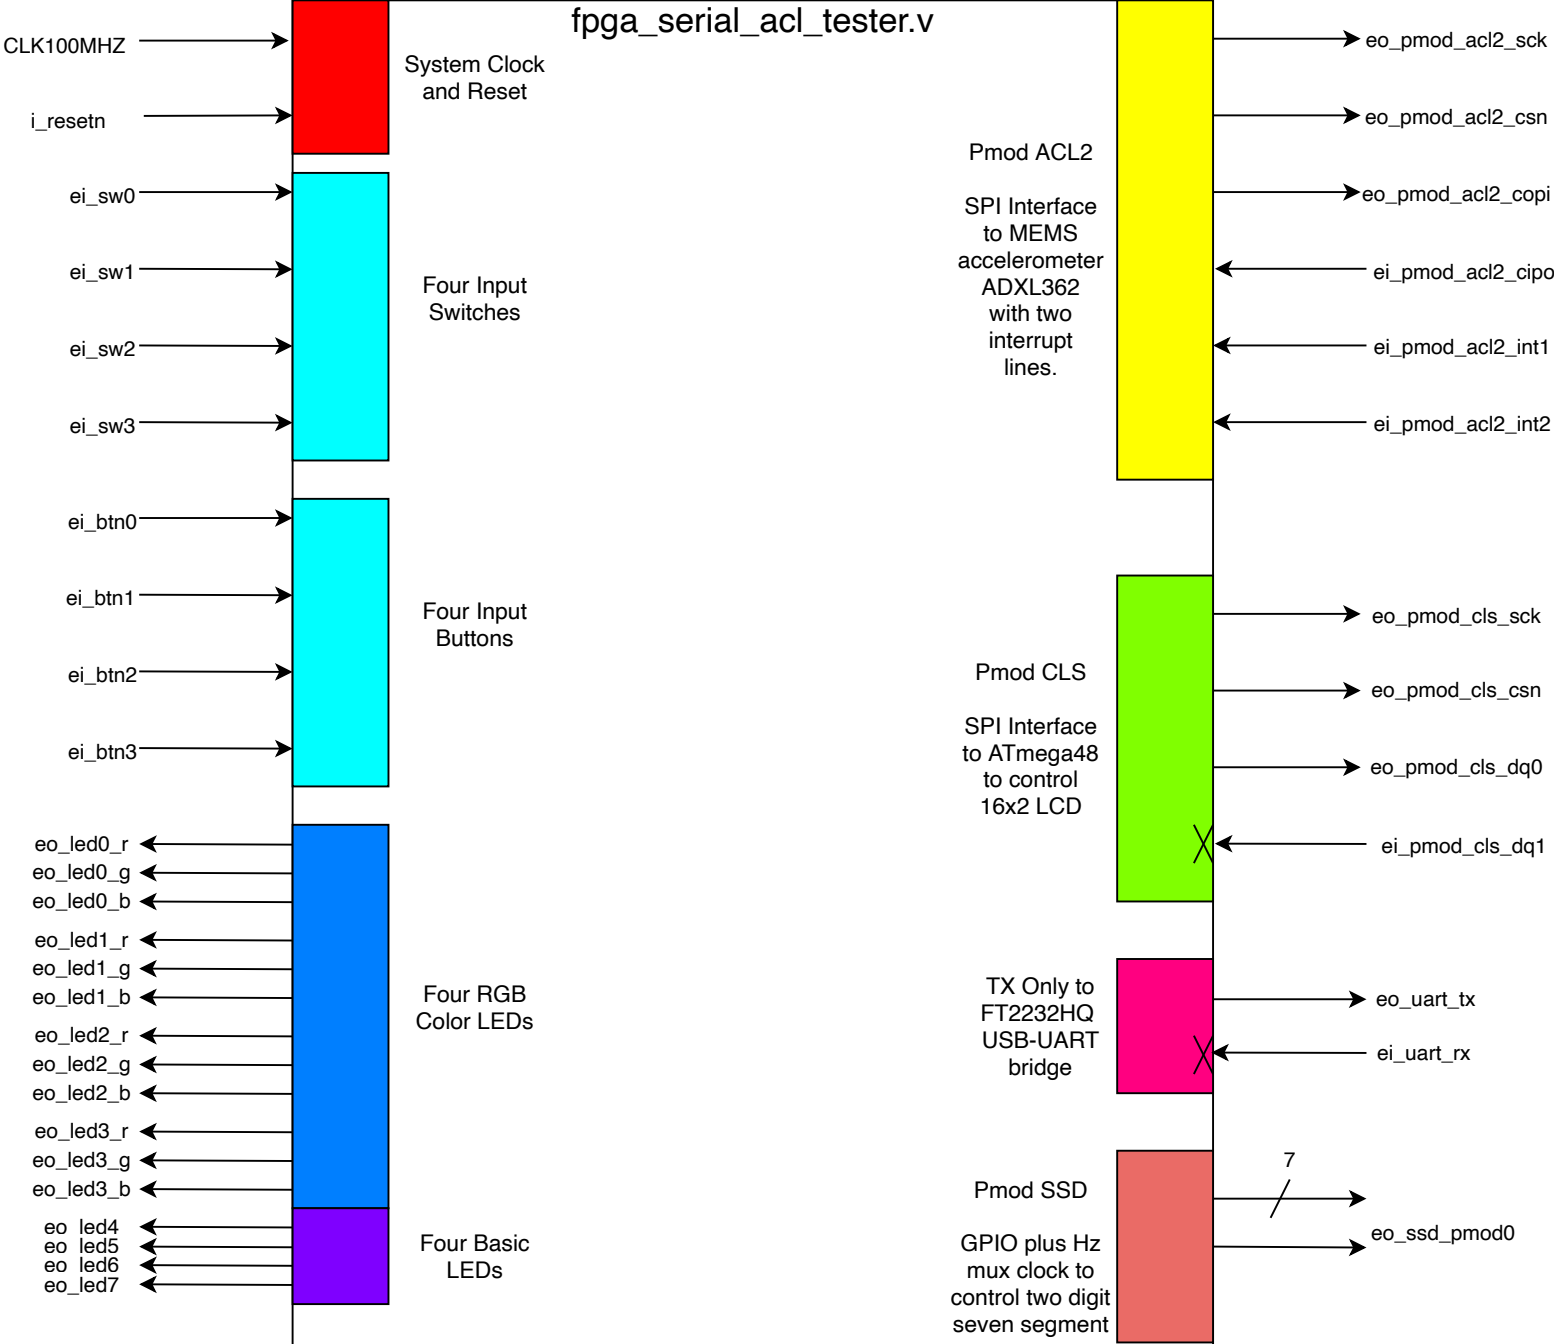 fpga_serial_acl_tester.v
CLK100MHZ
i_resetn
System Clock
and Reset
ei_sw0
ei_sw1
ei_sw2
ei_sw3
Four Input
Switches
ei_btn0
ei_btn1
ei_btn2
ei_btn3
Four Input
Buttons
eo_led0_r
eo_led0_g
eo_led0_b
eo_led1_r
eo_led1_g
eo_led1_b
eo_led2_r
eo_led2_g
eo_led2_b
eo_led3_r
eo_led3_g
eo_led3_b
Four RGB
Color LEDs
eo_led4
eo_led5
eo_led6
eo_led7
Four Basic
LEDs
Pmod ACL2
SPI Interface
to MEMS
accelerometer
ADXL362
with two
interrupt
lines.
eo_pmod_acl2_sck
eo_pmod_acl2_csn
eo_pmod_acl2_copi
ei_pmod_acl2_cipo
ei_pmod_acl2_int1
ei_pmod_acl2_int2
Pmod CLS
SPI Interface
to ATmega48
to control
16x2 LCD
eo_pmod_cls_sck
eo_pmod_cls_csn
eo_pmod_cls_dq0
ei_pmod_cls_dq1
TX Only to
FT2232HQ
USB-UART
bridge
eo_uart_tx
ei_uart_rx
Pmod SSD
GPIO plus Hz
mux clock to
control two digit
seven segment
7
eo_ssd_pmod0